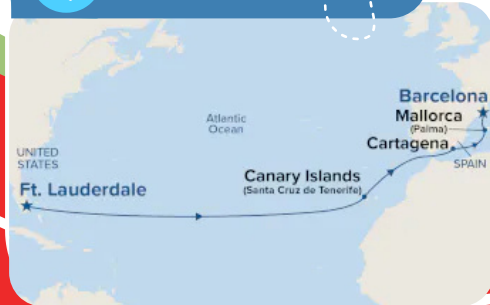 Barcelona
Mallorca
(Palma)
Cartagena
SPAIN
Atlantic
Ocean
UNITED
STATES
Canary Islands
(Santa Cruz de Tenerife)
Ft. Lauderdale